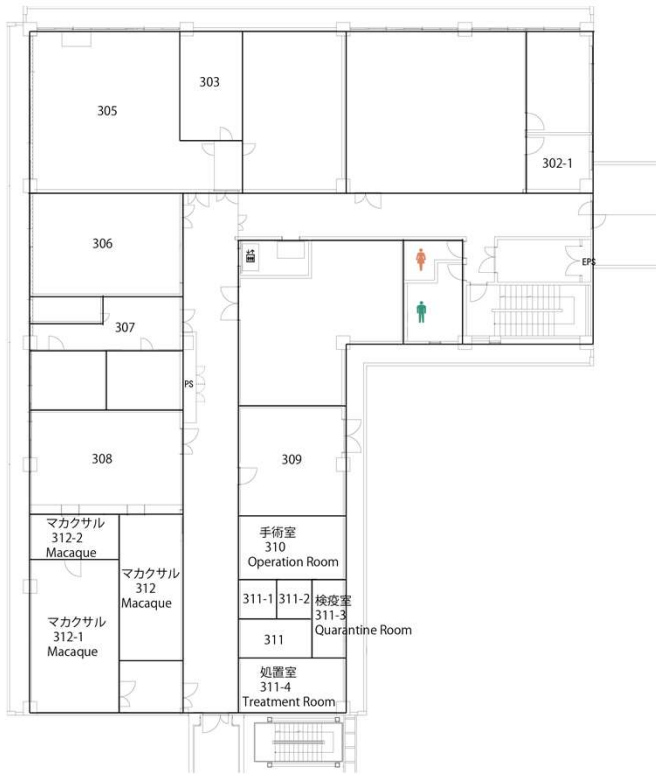 305
303
302-1
306
EPS
307
PS
308
309
マカクサル
312-2
Macaque
手術室
310
Operation Room
マカクサル
312
Macaque
311-1
311-2
検疫室
311-3
Quarantine Room
マカクサル
312-1
Macaque
311
処置室
311-4
Treatment Room